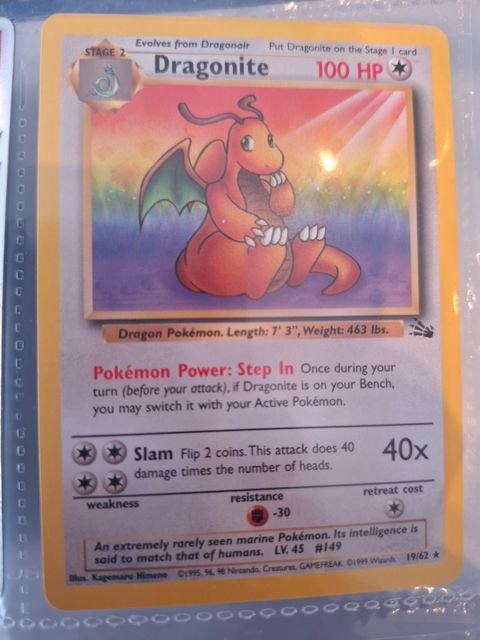 STAGE 2
Evolves from Dragonair
Put Dragonite on the Stage 1 card
Dragonite
100 HP
Dragon Pokémon. Length: 7' 3", Weight: 463 lbs.
Pokémon Power: Step In Once during your
turn (before your attack), if Dragonite is on your Bench,
you may switch it with your Active Pokémon.
Slam Flip 2 coins. This attack does 40
damage times the number of heads.
40x
weakness
resistance
retreat cost
-30
An extremely rarely seen marine Pokémon. Its intelligence is
said to match that of humans. LV. 45 #149
Illus. Kagemaru Himeno ©1995, 96, 98 Nintendo, Creatures, GAMEFREAK. ©1999 Wizards. 19/62